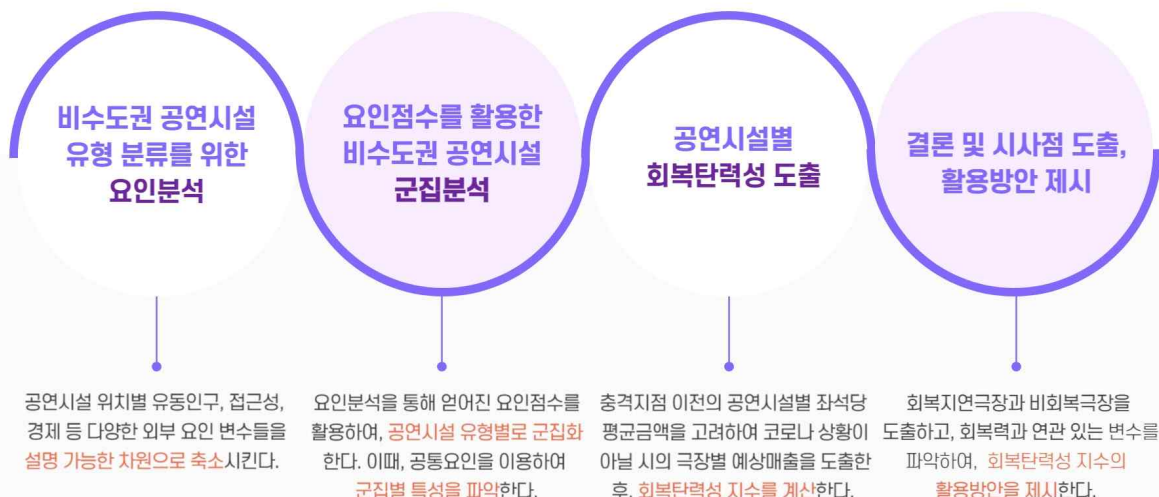 비수도권 공연시설
유형 분류를 위한
요인분석
요인점수를 활용한
비수도권 공연시설
군집분석
공연시설별
회복탄력성 도출
결론 및 시사점 도출,
활용방안 제시
공연시설 위치별 유동인구, 접근성,
경제 등 다양한 외부 요인 변수들을
설명 가능한 차원으로 축소시킨다.
요인분석을 통해 얻어진 요인점수를
활용하여, 공연시설 유형별로 군집화
한다. 이때, 공통요인을 이용하여
군집별 특성을 파악한다.
충격지점 이전의 공연시설별 좌석당
평균금액을 고려하여 코로나 상황이
아닐 시의 극장별 예상매출을 도출한
후, 회복탄력성 지수를 계산한다.
회복지연극장과 비회복극장을
도출하고, 회복력과 연관 있는 변수를
파악하여, 회복탄력성 지수의
활용방안을 제시한다.